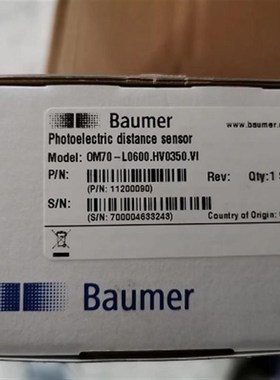 Baumer
www.baumer.
Photoelectric distance sensor
Model: OM70-L0600.HV0350.VI
P/N:
Rev:
Qty:1
(P/N: 11200090)
S/N:
(S/N: 700004633243)
Country of Origin:
Baumer